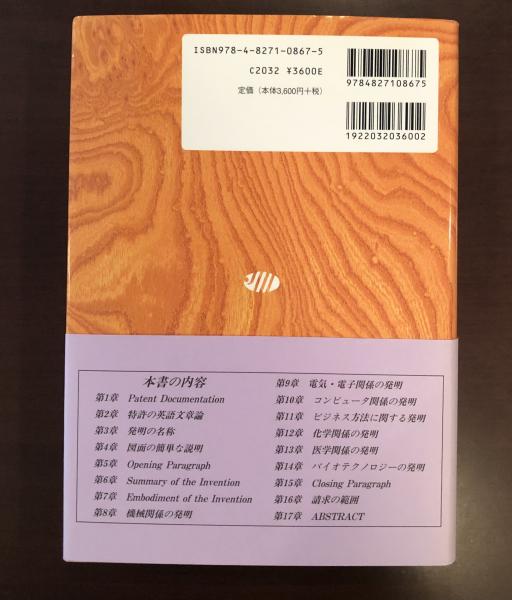 ISBN978-4-8271-0867-5
C2032 ¥3600E
定価（本体3,600円＋税）
9784827108675
1922032036002
本書の内容
第1章 Patent Documentation
第2章 特許の英語文章論
第3章 発明の名称
第4章 図面の簡単な説明
第5章 Opening Paragraph
第6章 Summary of the Invention
第7章 Embodiment of the Invention
第8章 機械関係の発明
第9章 電気・電子関係の発明
第10章 コンピュータ関係の発明
第11章 ビジネス方法に関する発明
第12章 化学関係の発明
第13章 医学関係の発明
第14章 バイオテクノロジーの発明
第15章 Closing Paragraph
第16章 請求の範囲
第17章 ABSTRACT